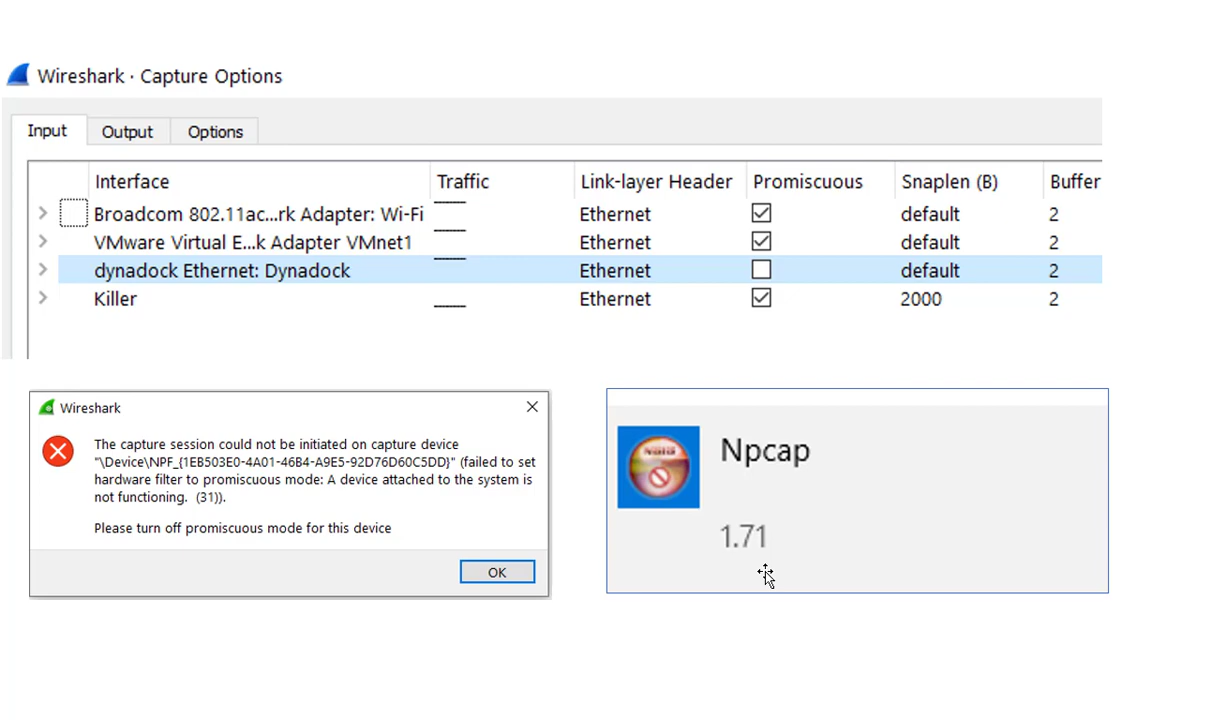 Wireshark · Capture Options
Input Output Options
Interface Traffic Link-layer Header Promiscuous Snaplen (B) Buffer
Broadcom 802.11ac...rk Adapter: Wi-Fi Ethernet default 2
VMware Virtual E...k Adapter VMnet1 Ethernet default 2
dynadock Ethernet: Dynadock Ethernet default 2
Killer Ethernet 2000 2
Wireshark
The capture session could not be initiated on capture device
"\Device\NPF_{1EB503E0-4A01-46B4-A9E5-92D76D60C5DD}" (failed to set
hardware filter to promiscuous mode: A device attached to the system is
not functioning. (31)).
Please turn off promiscuous mode for this device
OK
Npcap
1.71